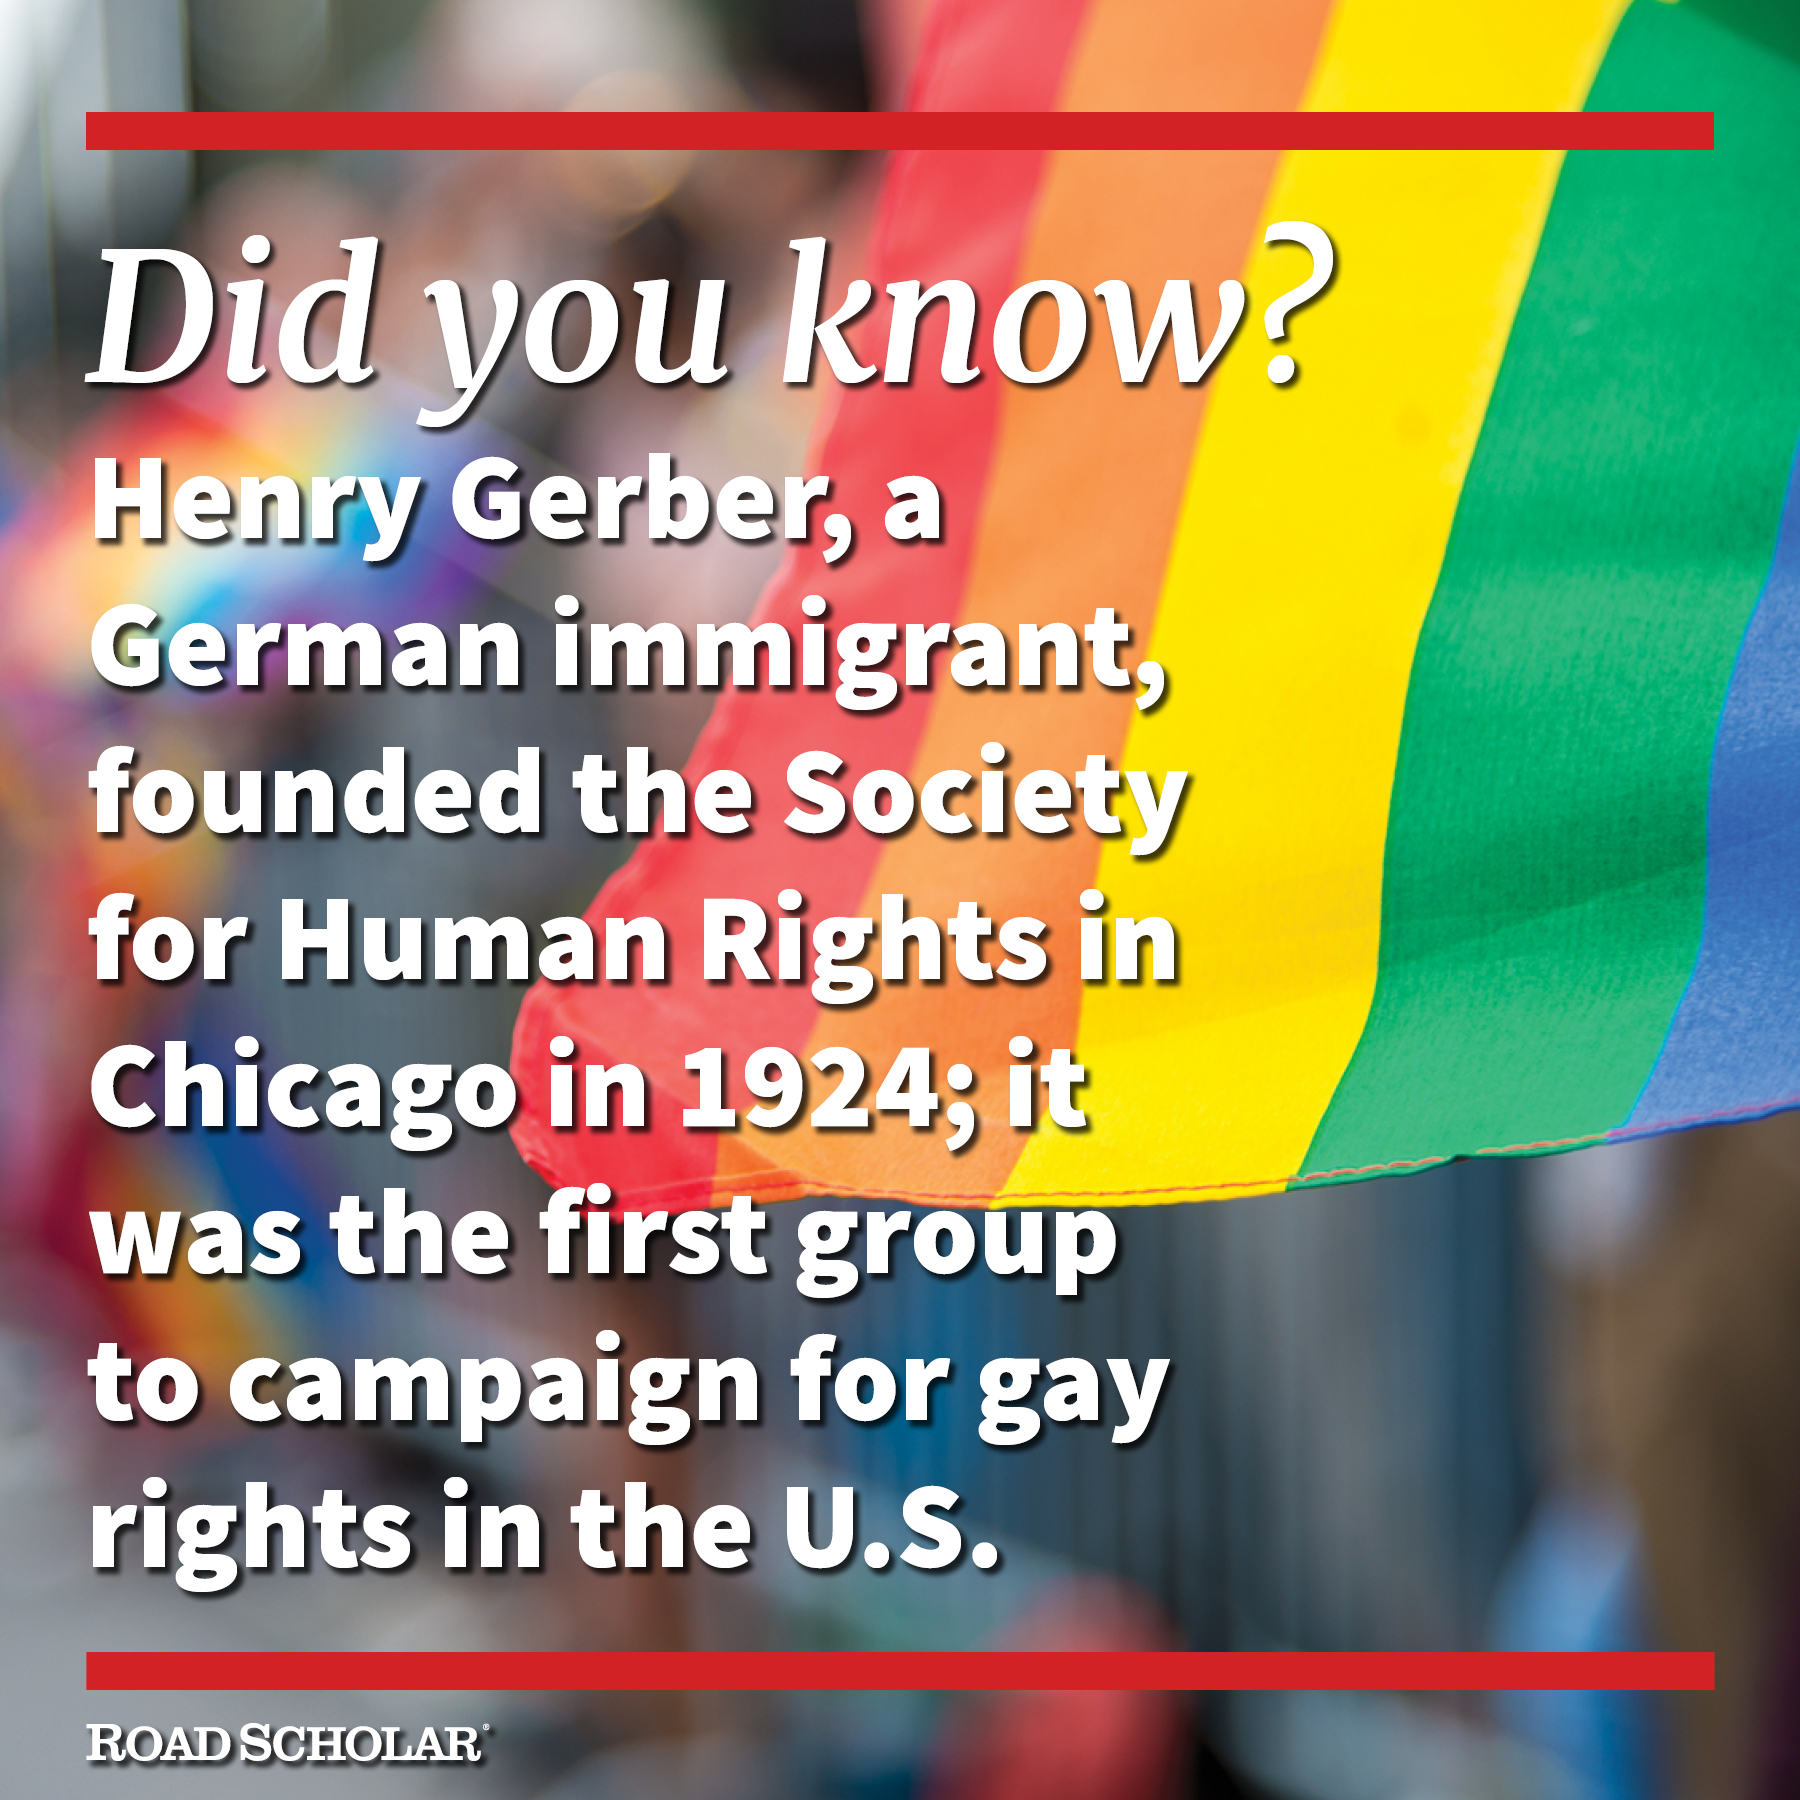 Did you know?
Henry Gerber, a
German immigrant,
founded the Society
for Human Rights in
Chicago in 1924; it
was the first group
to campaign for gay
rights in the U.S.
ROAD SCHOLAR®